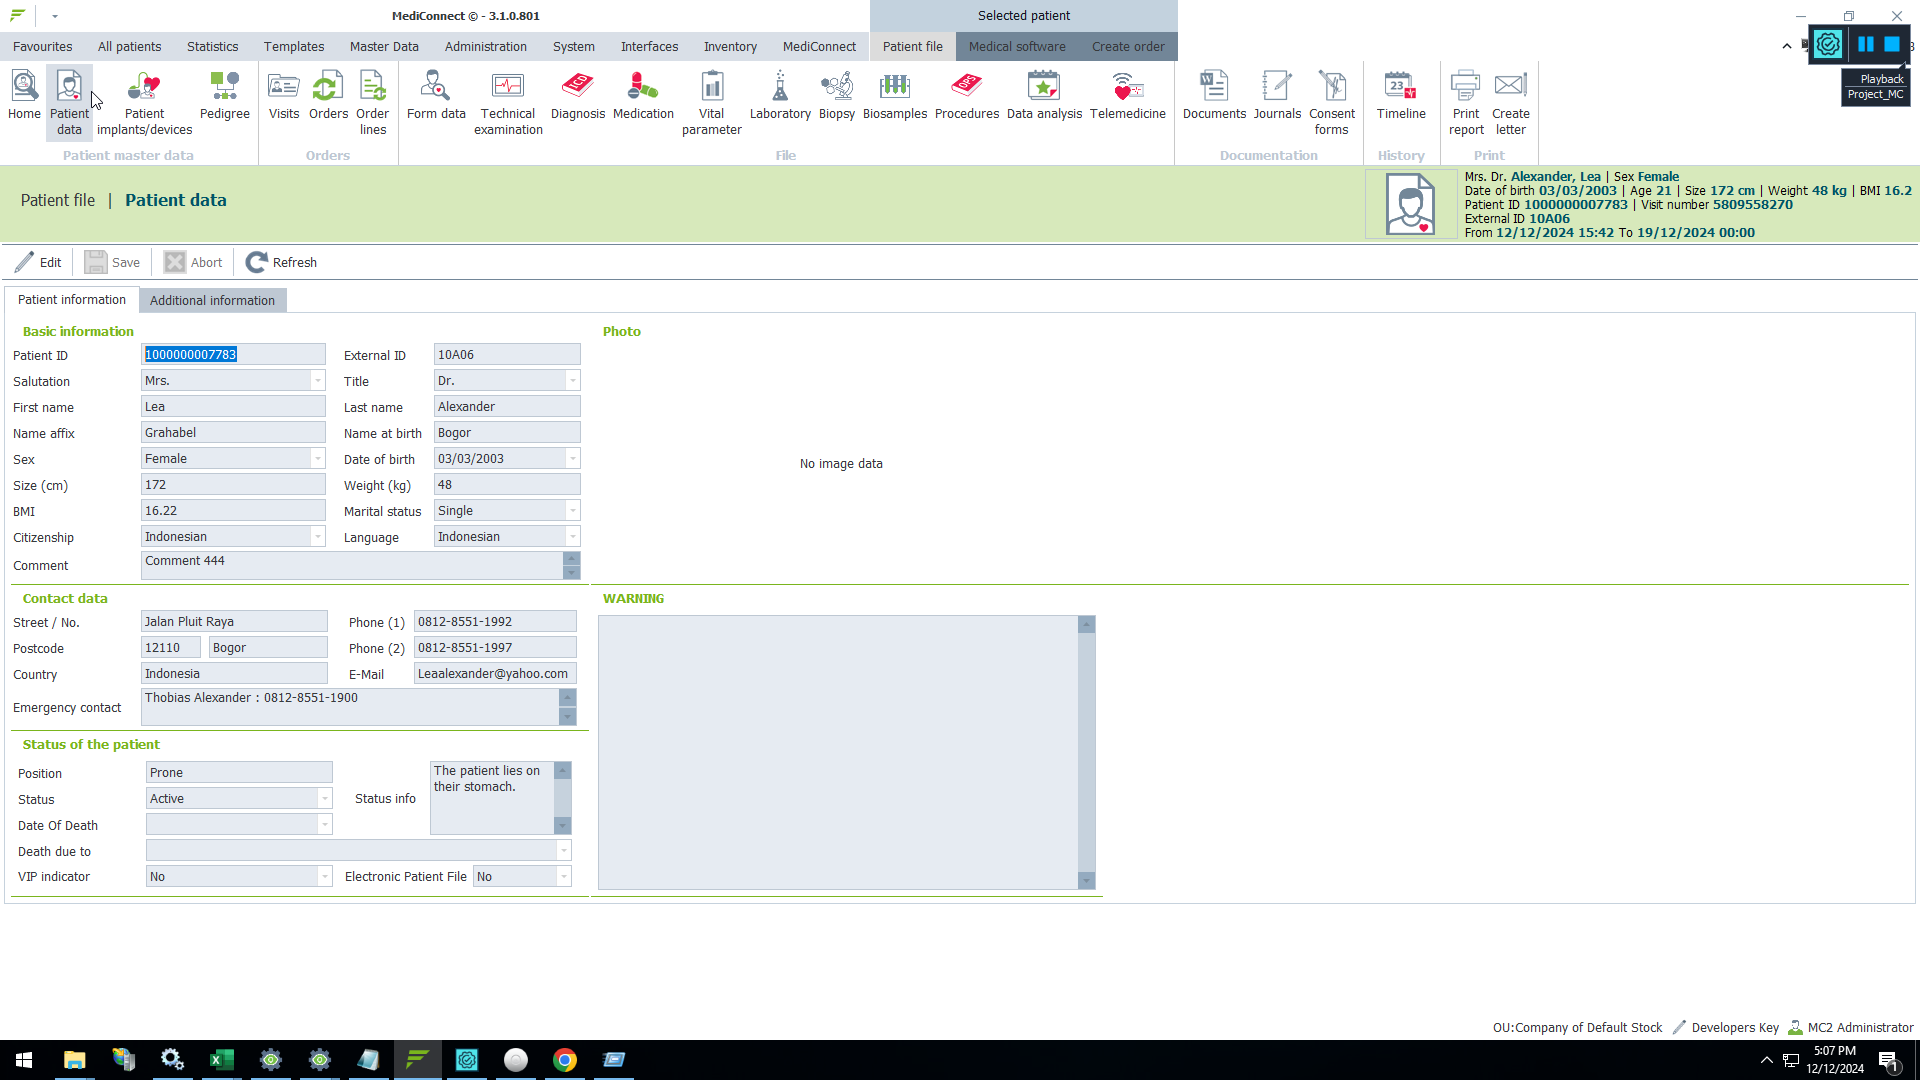 MediConnect © - 3.1.0.801
Selected patient
Favourites All patients Statistics Templates Master Data Administration System Interfaces Inventory MediConnect Patient file Medical software Create order
Playback
Project_MC
Home
Patient data
Patient implants/devices
Pedigree
Visits
Orders
Order lines
Form data
Technical examination
Diagnosis
Medication
Vital parameter
Laboratory
Biopsy
Biosamples
Procedures
Data analysis
Telemedicine
Documents
Journals
Consent forms
Timeline
Print report
Create letter
Patient master data Orders File Documentation History Print
Patient file | Patient data
Mrs. Dr. Alexander, Lea | Sex Female
Date of birth 03/03/2003 | Age 21 | Size 172 cm | Weight 48 kg | BMI 16.2
Patient ID 1000000007783 | Visit number 5809558270
External ID 10A06
From 12/12/2024 15:42 To 19/12/2024 00:00
Edit Save Abort Refresh
Patient information Additional information
Basic information
Patient ID 1000000007783 External ID 10A06
Salutation Mrs. Title Dr.
First name Lea Last name Alexander
Name affix Grahabel Name at birth Bogor
Sex Female Date of birth 03/03/2003
Size (cm) 172 Weight (kg) 48
BMI 16.22 Marital status Single
Citizenship Indonesian Language Indonesian
Comment Comment 444
Photo
No image data
Contact data
Street / No. Jalan Pluit Raya Phone (1) 0812-8551-1992
Postcode 12110 Bogor Phone (2) 0812-8551-1997
Country Indonesia E-Mail Leaalexander@yahoo.com
Emergency contact Thobias Alexander : 0812-8551-1900
WARNING
Status of the patient
Position Prone
Status Active
Status info The patient lies on
their stomach.
Date Of Death
Death due to
VIP indicator No Electronic Patient File No
OU:Company of Default Stock Developers Key MC2 Administrator
5:07 PM
12/12/2024
1